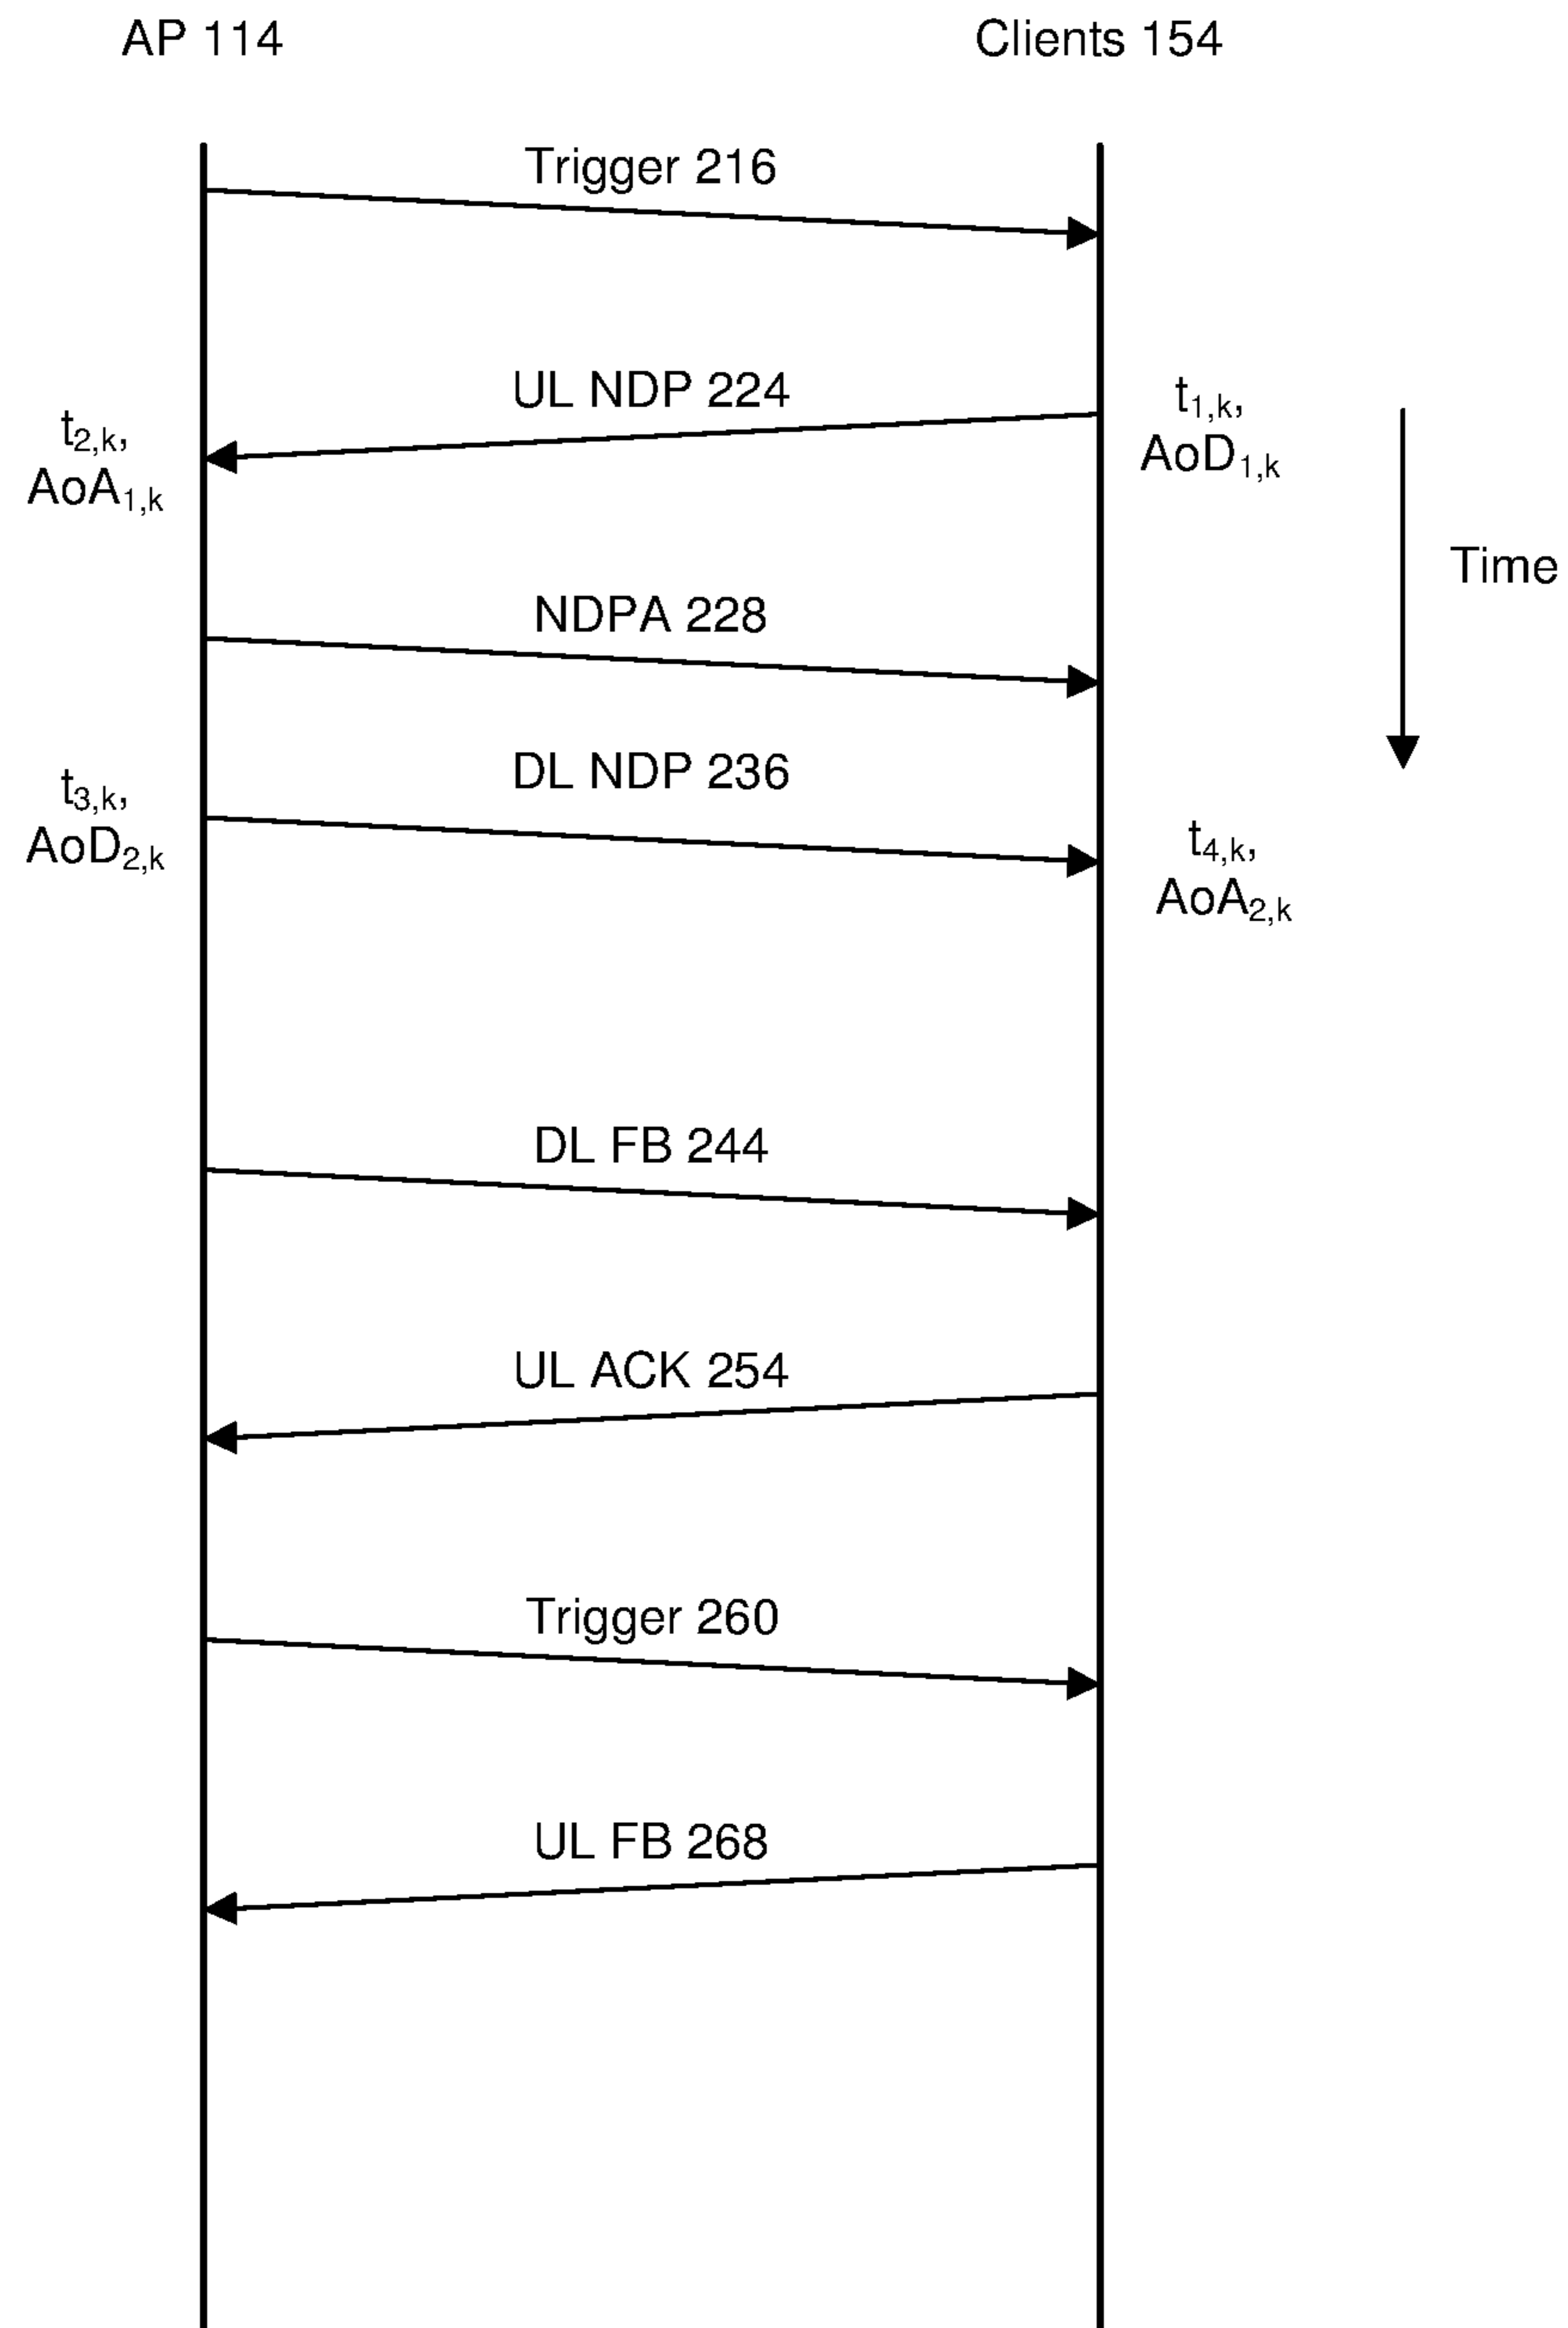 AP 114
Clients 154
Trigger 216
UL NDP 224
t1,k,
AoD1,k
t2,k,
AoA1,k
Time
NDPA 228
DL NDP 236
t3,k,
AoD2,k
t4,k,
AoA2,k
DL FB 244
UL ACK 254
Trigger 260
UL FB 268